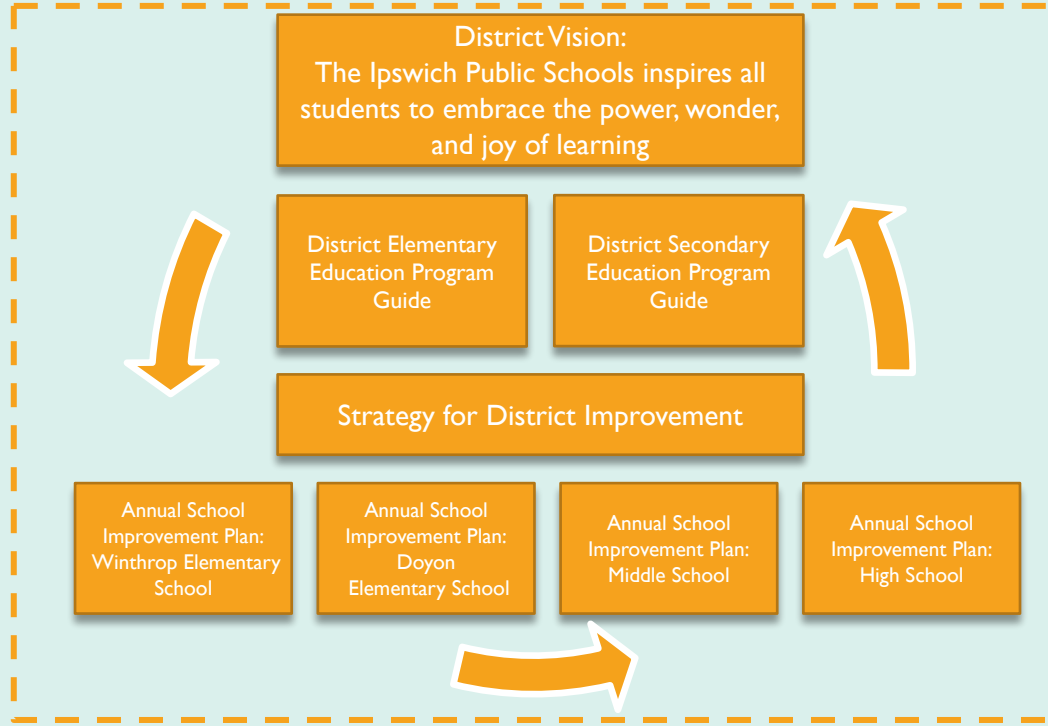 District Vision:
The Ipswich Public Schools inspires all
students to embrace the power, wonder,
and joy of learning
District Elementary
Education Program
Guide
District Secondary
Education Program
Guide
Strategy for District Improvement
Annual School
Improvement Plan:
Winthrop Elementary
School
Annual School
Improvement Plan:
Doyon
Elementary School
Annual School
Improvement Plan:
Middle School
Annual School
Improvement Plan:
High School